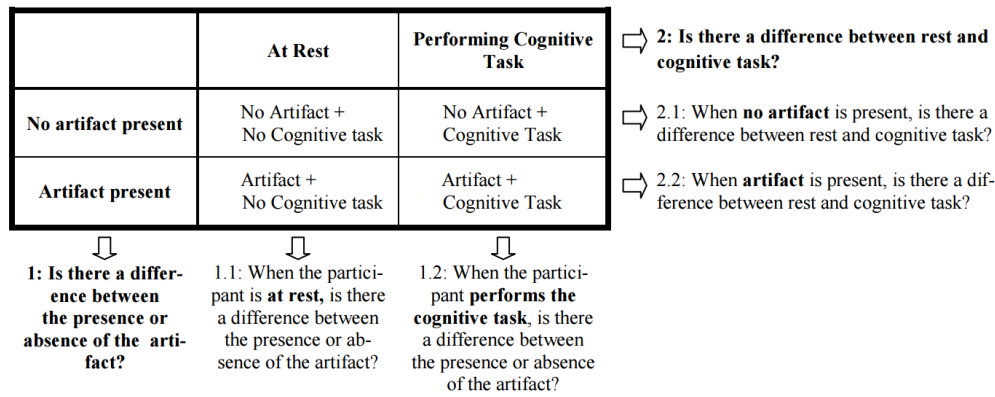 At Rest
Performing Cognitive
Task
2: Is there a difference between rest and
cognitive task?
No artifact present
No Artifact +
No Cognitive task
No Artifact +
Cognitive Task
2.1: When no artifact is present, is there a
difference between rest and cognitive task?
Artifact present
Artifact +
No Cognitive task
Artifact +
Cognitive Task
2.2: When artifact is present, is there a dif-
ference between rest and cognitive task?
1: Is there a differ-
ence between
the presence or
absence of the arti-
fact?
1.1: When the partici-
pant is at rest, is there
a difference between
the presence or ab-
sence of the artifact?
1.2: When the partici-
pant performs the
cognitive task, is there
a difference between
the presence or absence
of the artifact?